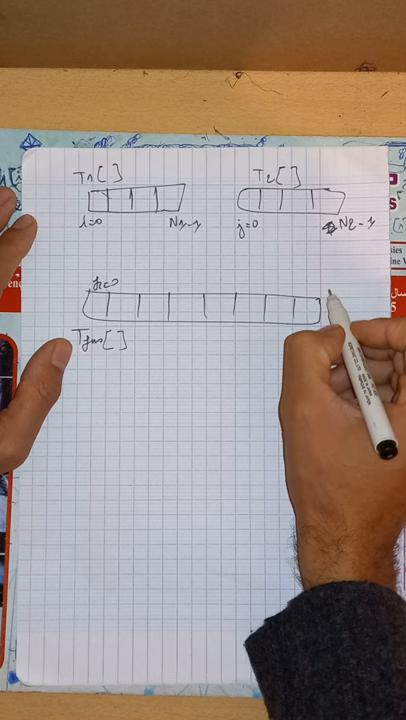 T1[ ]
T2[ ]
i=0
N1-1
j=0
N2-1
k=0
Tfus[ ]